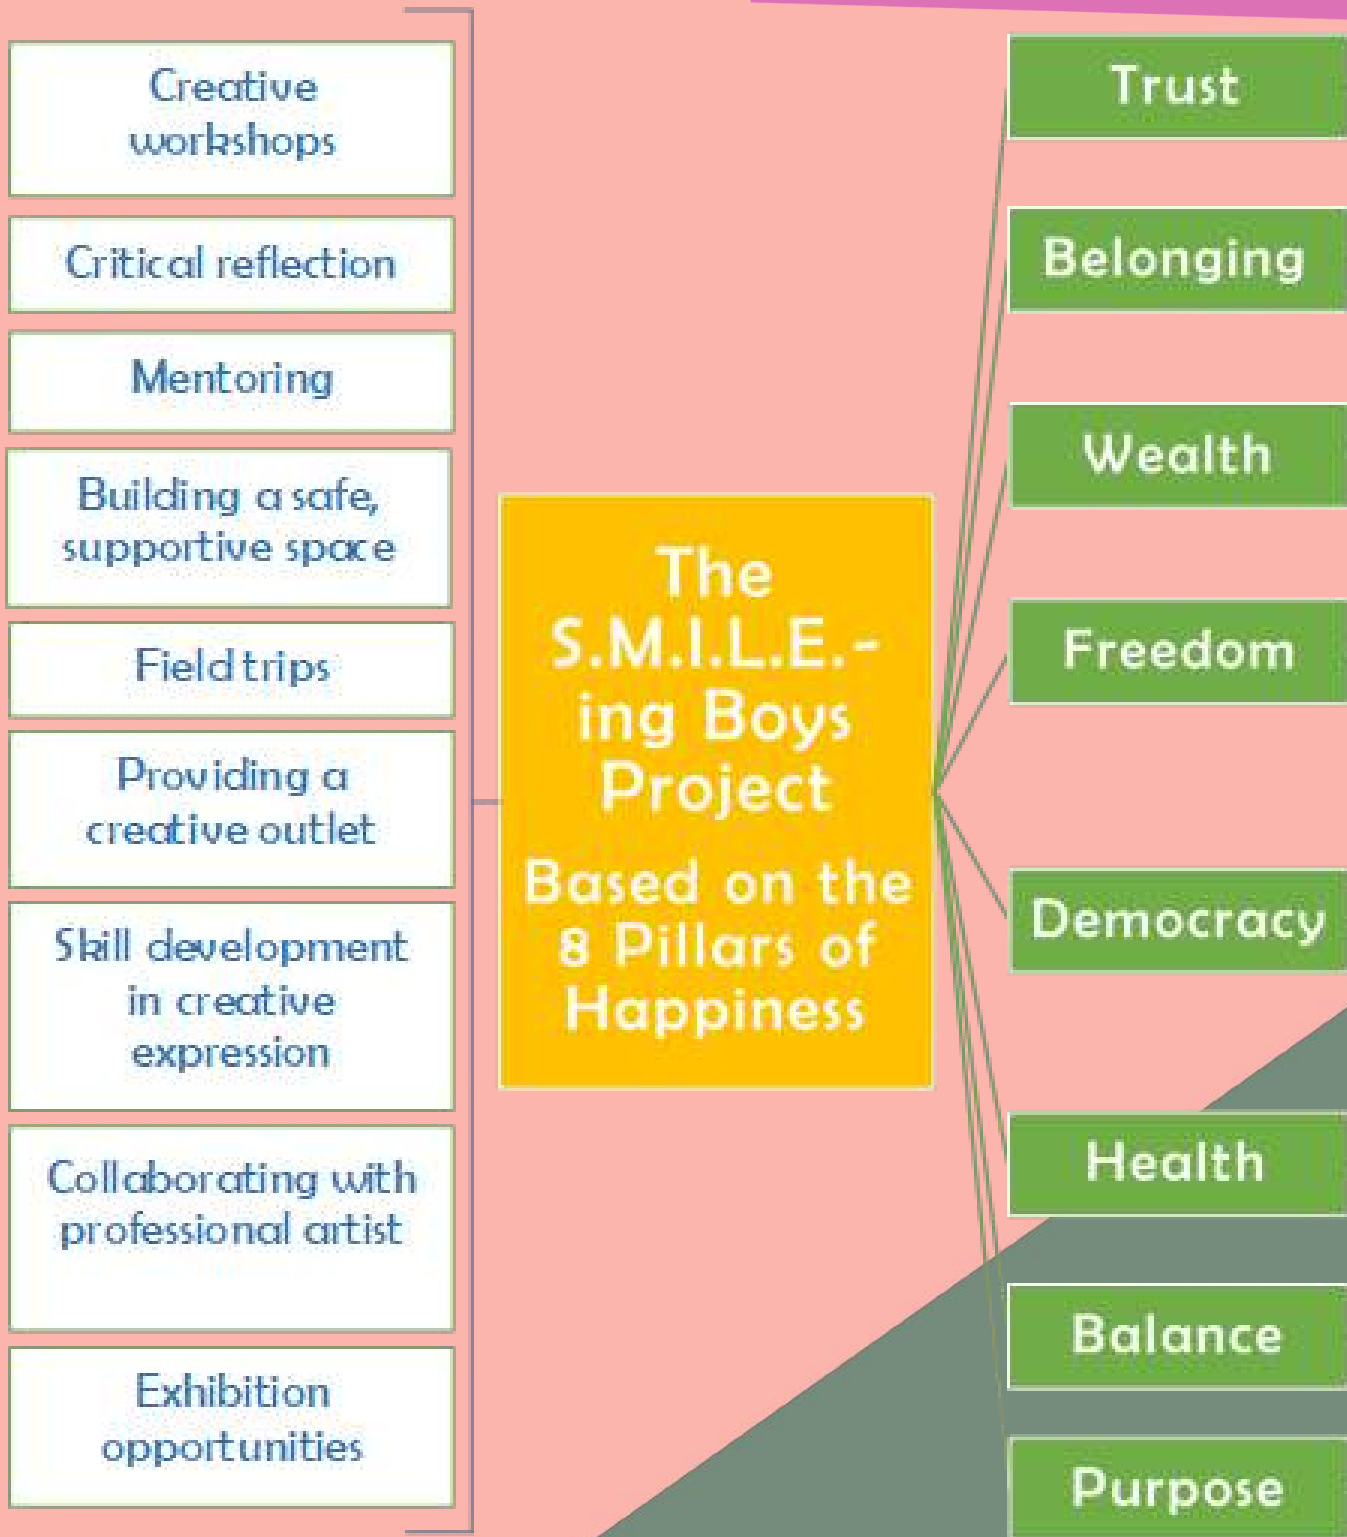 Creative
workshops
Critical reflection
Mentoring
Building a safe,
supportive space
Field trips
Providing a
creative outlet
Skill development
in creative
expression
Collaborating with
professional artist
Exhibition
opportunities
The
S.M.I.L.E.-
ing Boys
Project
Based on the
8 Pillars of
Happiness
Trust
Belonging
Wealth
Freedom
Democracy
Health
Balance
Purpose